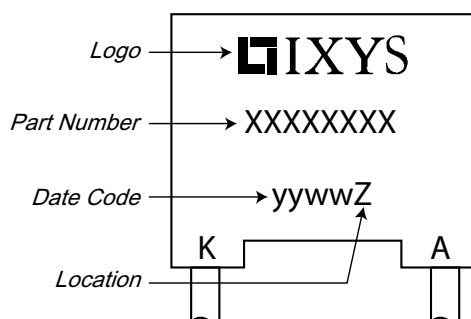 Logo IXYS
Part Number XXXXXXXX
Date Code yywwZ
K A
Location